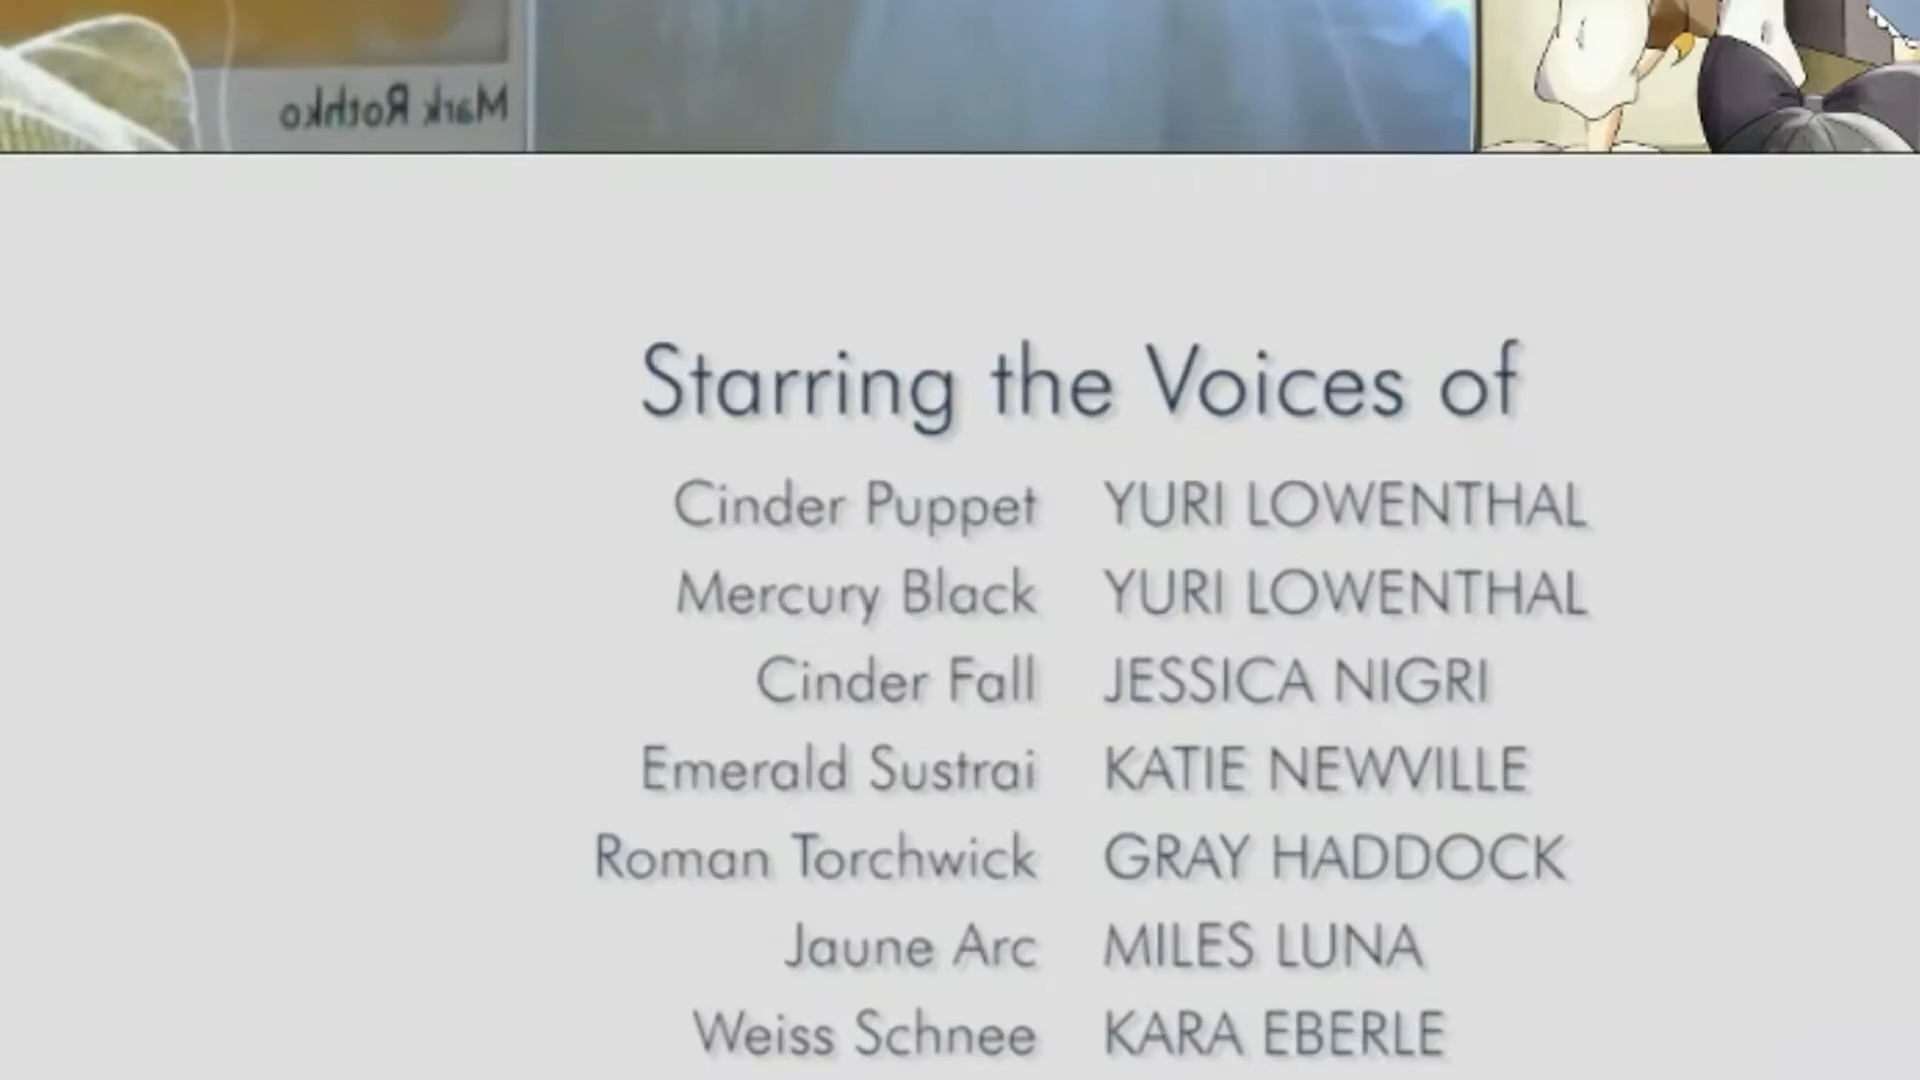 Mark Rothko
Starring the Voices of
Cinder Puppet YURI LOWENTHAL
Mercury Black YURI LOWENTHAL
Cinder Fall JESSICA NIGRI
Emerald Sustrai KATIE NEWVILLE
Roman Torchwick GRAY HADDOCK
Jaune Arc MILES LUNA
Weiss Schnee KARA EBERLE